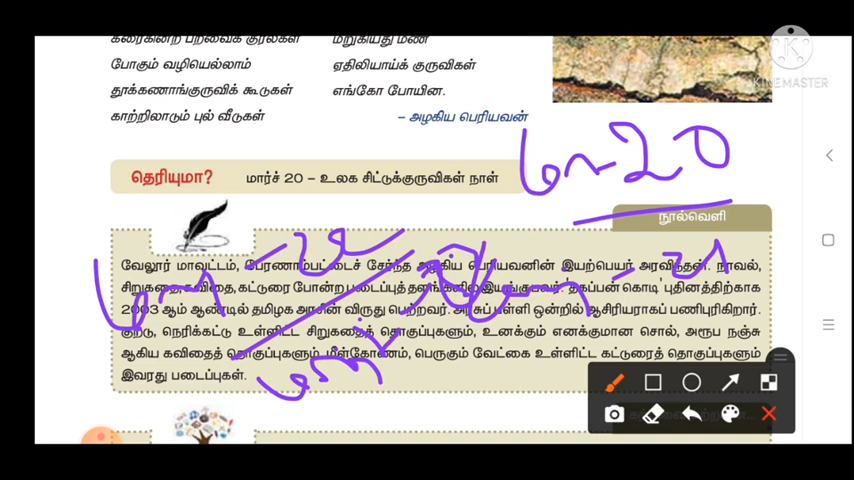 கரைகின்ற பறவைக் குரல்கள்
போகும் வழியெல்லாம்
தூக்கணாங்குருவிக் கூடுகள்
காற்றிலாடும் புல் வீடுகள்
மறுகியது மண்
ஏதிலியாய்க் குருவிகள்
எங்கோ போயின.
– அழகிய பெரியவன்
KINEMASTER
மா-20
தெரியுமா? மார்ச் 20 – உலக சிட்டுக்குருவிகள் நாள்
நூல்வெளி
வேலூர் மாவட்டம், பேரணாம்பட்டைச் சேர்ந்த அழகிய பெரியவனின் இயற்பெயர் அரவிந்தன். நாவல்,
சிறுகதை, கவிதை, கட்டுரை போன்ற படைப்புத் தளங்களில் இயங்குபவர். 'தகப்பன் கொடி' புதினத்திற்காக
2003 ஆம் ஆண்டில் தமிழக அரசின் விருது பெற்றவர். அரசுப் பள்ளி ஒன்றில் ஆசிரியராகப் பணிபுரிகிறார்.
குறடு, நெரிக்கட்டு உள்ளிட்ட சிறுகதைத் தொகுப்புகளும், உனக்கும் எனக்குமான சொல், அரூப நஞ்சு
ஆகிய கவிதைத் தொகுப்புகளும், மீள்கோணம், பெருகும் வேட்கை உள்ளிட்ட கட்டுரைத் தொகுப்புகளும்
இவரது படைப்புகள்.